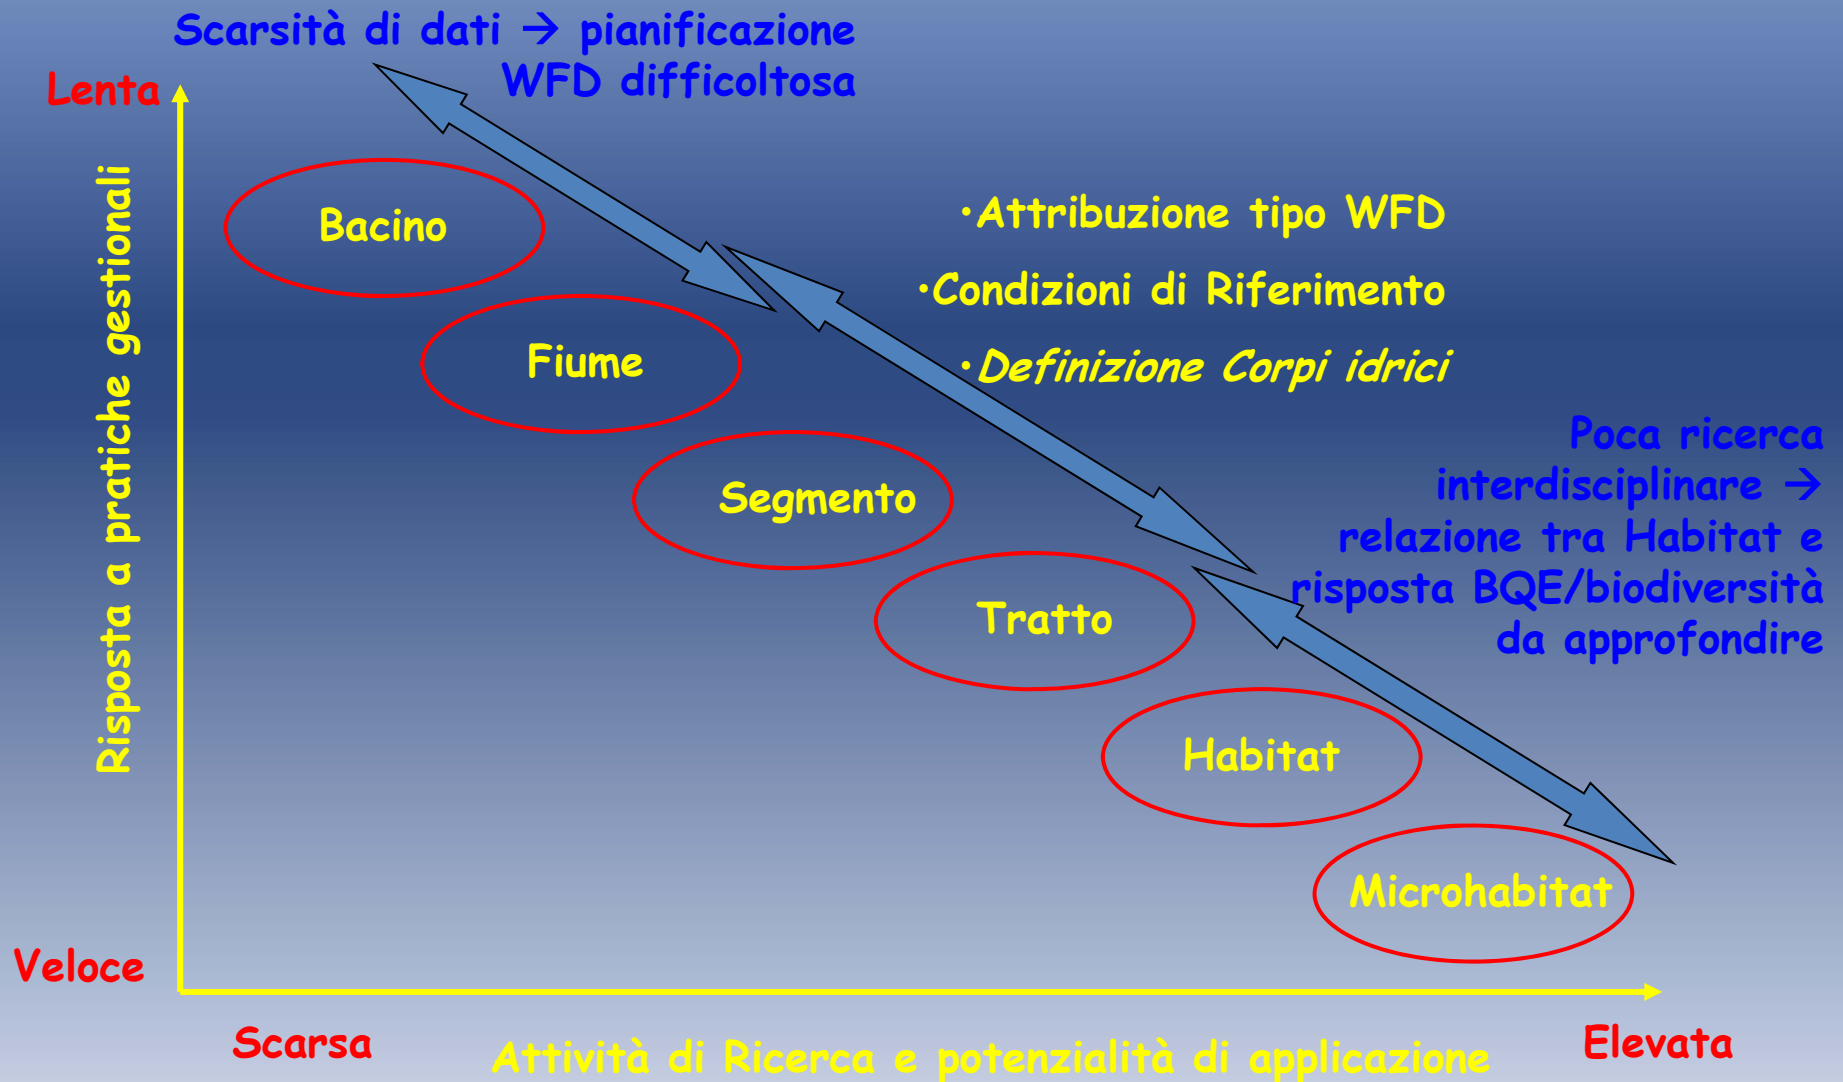 Scarsità di dati → pianificazione
WFD difficoltosa
Lenta
Risposta a pratiche gestionali
Bacino
•Attribuzione tipo WFD
•Condizioni di Riferimento
Fiume
•Definizione Corpi idrici
Poca ricerca
interdisciplinare →
relazione tra Habitat e
risposta BQE/biodiversità
da approfondire
Segmento
Tratto
Habitat
Microhabitat
Veloce
Scarsa
Attività di Ricerca e potenzialità di applicazione
Elevata